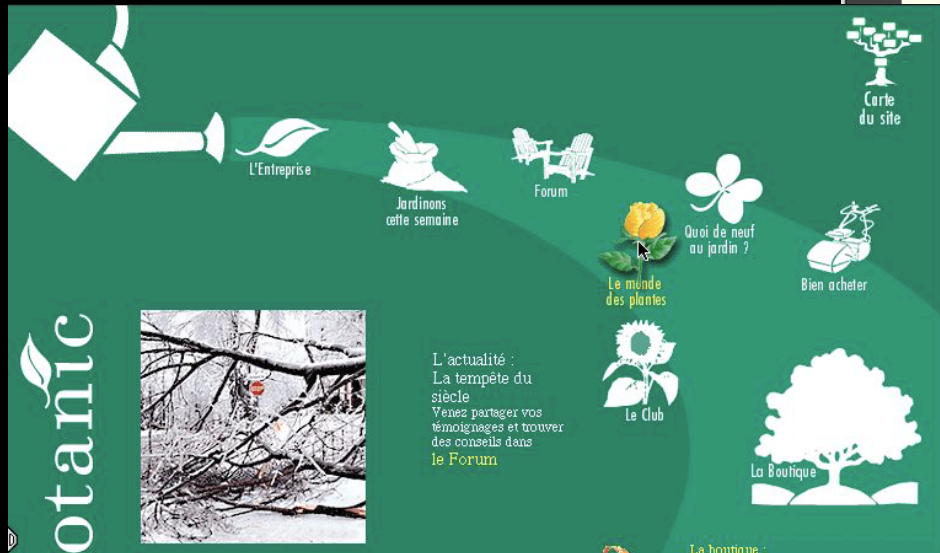 Carte
du site
L'Entreprise
Jardinons
cette semaine
Forum
Quoi de neuf
au jardin ?
Bien acheter
Le monde
des plantes
L'actualité :
La tempête du
siècle
Venez partager vos
témoignages et trouver
des conseils dans
le Forum
Le Club
La Boutique
otanic
La boutique :